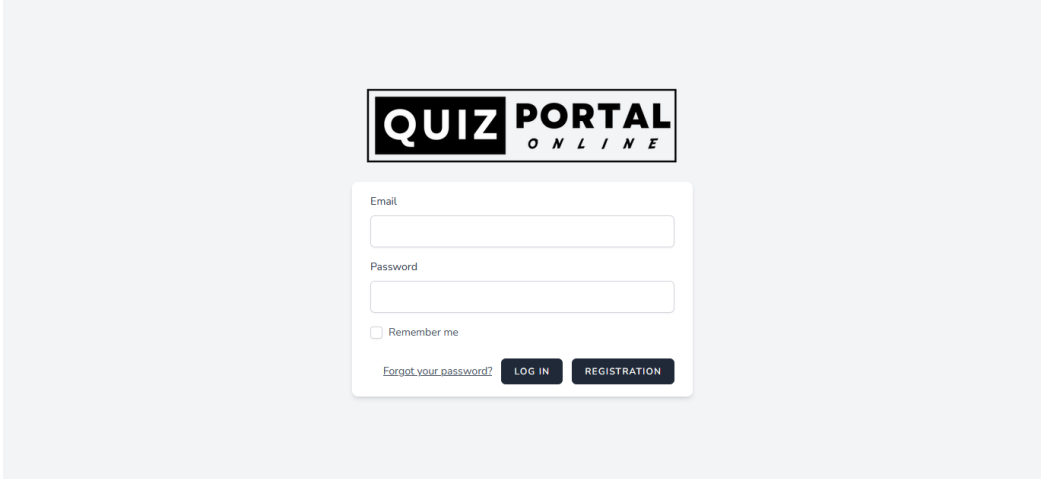 QUIZ PORTAL
ONLINE
Email
Password
Remember me
Forgot your password? LOG IN REGISTRATION